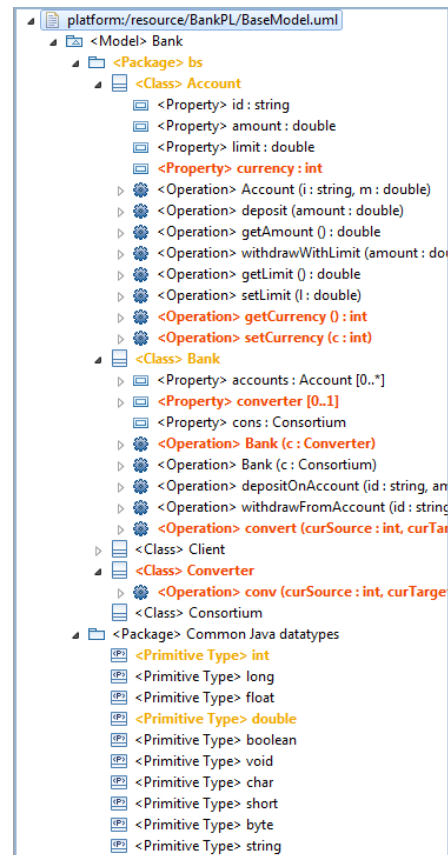 platform:/resource/BankPL/BaseModel.uml
<Model> Bank
<Package> bs
<Class> Account
<Property> id : string
<Property> amount : double
<Property> limit : double
<Property> currency : int
<Operation> Account (i : string, m : double)
<Operation> deposit (amount : double)
<Operation> getAmount () : double
<Operation> withdrawWithLimit (amount : dou
<Operation> getLimit () : double
<Operation> setLimit (l : double)
<Operation> getCurrency () : int
<Operation> setCurrency (c : int)
<Class> Bank
<Property> accounts : Account [0..*]
<Property> converter [0..1]
<Property> cons : Consortium
<Operation> Bank (c : Converter)
<Operation> Bank (c : Consortium)
<Operation> depositOnAccount (id : string, am
<Operation> withdrawFromAccount (id : string
<Operation> convert (curSource : int, curTar
<Class> Client
<Class> Converter
<Operation> conv (curSource : int, curTarge
<Class> Consortium
<Package> Common Java datatypes
<Primitive Type> int
<Primitive Type> long
<Primitive Type> float
<Primitive Type> double
<Primitive Type> boolean
<Primitive Type> void
<Primitive Type> char
<Primitive Type> short
<Primitive Type> byte
<Primitive Type> string